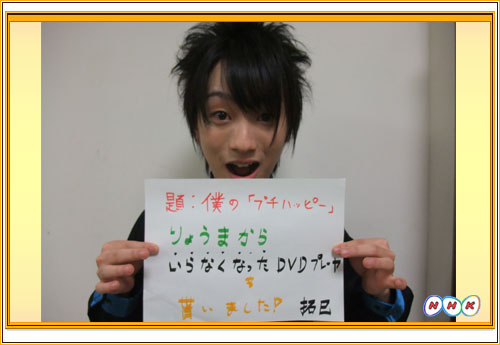 題：僕の「プチハッピー」
りょうまから
いらなくなったDVDプレーヤ
を
貰いました！？ 拓巳
NHK